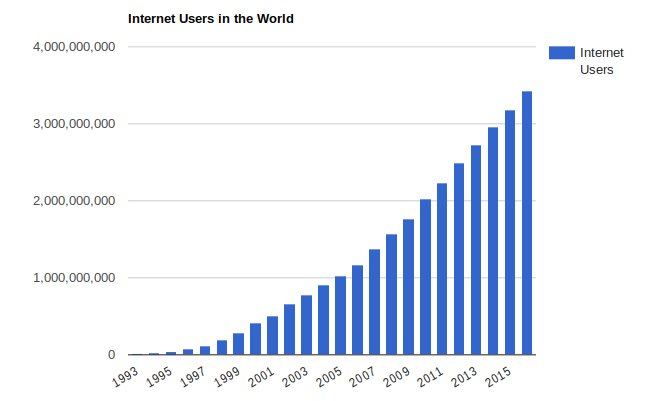 Internet Users in the World
4,000,000,000
3,000,000,000
2,000,000,000
1,000,000,000
0
Internet
Users
1993 1995 1997 1999 2001 2003 2005 2007 2009 2011 2013 2015